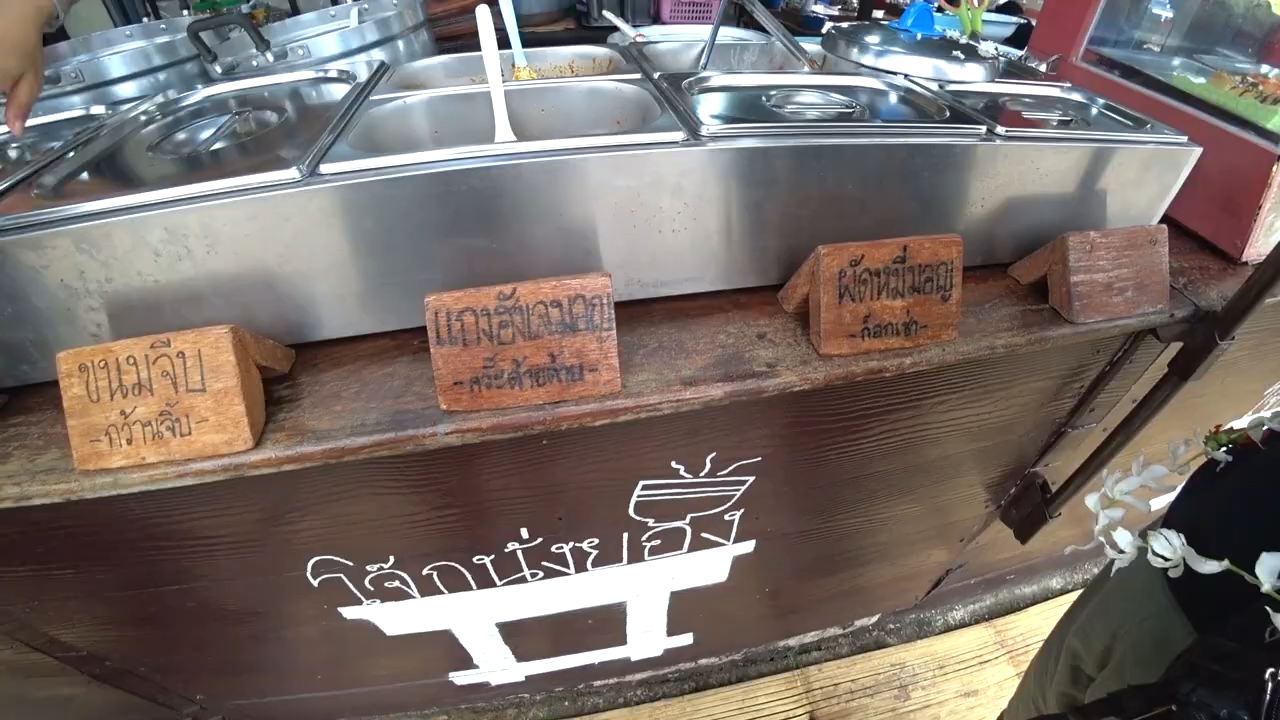 ขนมจีบ
-กว้านจิ้บ-
แกงฮังเลมอญ
-คร็ะด้ายด้าย-
ผัดหมี่มอญ
-ก็อกเซ่า-
โจ๊กนั่งยอง